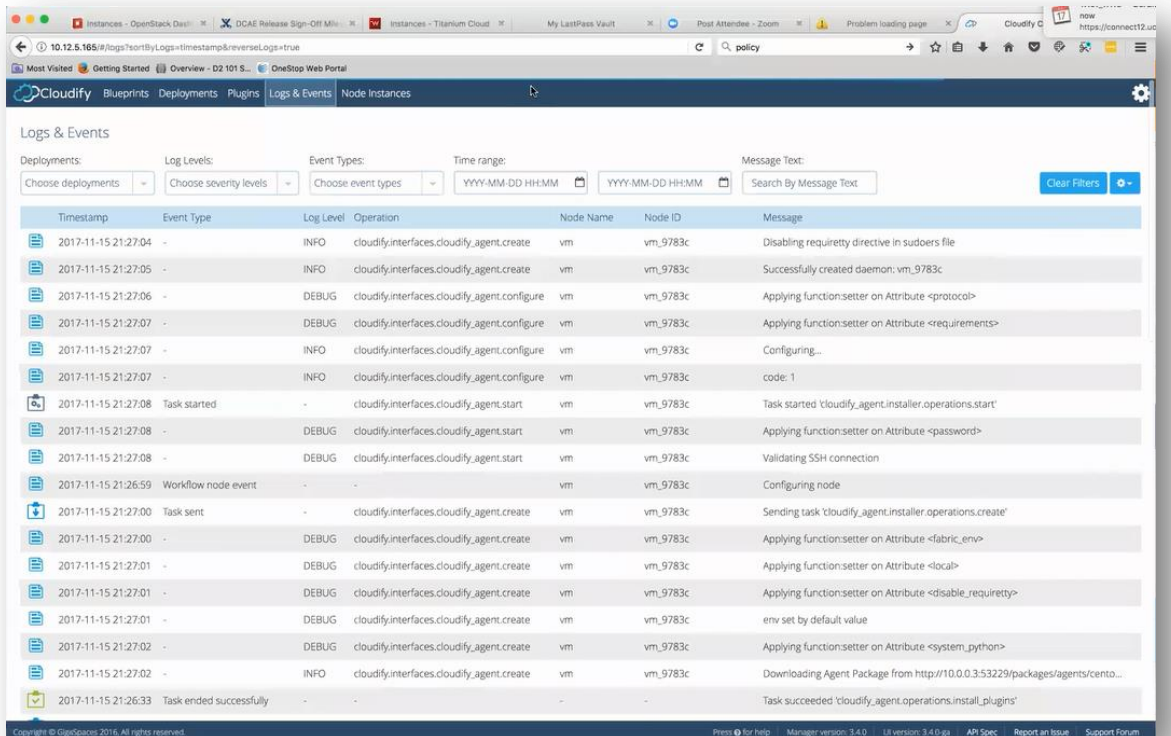 Instances - OpenStack Dash DCAE Release Sign-Off Mile Instances - Titanium Cloud My LastPass Vault Post Attendee - Zoom Problem loading page Cloudify C 17 now
https://connect12.uc
10.12.5.165/#/logs?sortByLogs=timestamp&reverseLogs=true policy
Most Visited Getting Started Overview - D2 101 S... OneStop Web Portal
Cloudify Blueprints Deployments Plugins Logs & Events Node Instances
Logs & Events
Deployments: Log Levels: Event Types: Time range: Message Text:
Choose deployments Choose severity levels Choose event types YYYY-MM-DD HH:MM YYYY-MM-DD HH:MM Search By Message Text Clear Filters
Timestamp Event Type Log Level Operation Node Name Node ID Message
2017-11-15 21:27:04 - INFO cloudify.interfaces.cloudify_agent.create vm vm_9783c Disabling requiretty directive in sudoers file
2017-11-15 21:27:05 - INFO cloudify.interfaces.cloudify_agent.create vm vm_9783c Successfully created daemon: vm_9783c
2017-11-15 21:27:06 - DEBUG cloudify.interfaces.cloudify_agent.configure vm vm_9783c Applying function:setter on Attribute <protocol>
2017-11-15 21:27:07 - DEBUG cloudify.interfaces.cloudify_agent.configure vm vm_9783c Applying function:setter on Attribute <requirements>
2017-11-15 21:27:07 - INFO cloudify.interfaces.cloudify_agent.configure vm vm_9783c Configuring...
2017-11-15 21:27:07 - INFO cloudify.interfaces.cloudify_agent.configure vm vm_9783c code: 1
2017-11-15 21:27:08 Task started - cloudify.interfaces.cloudify_agent.start vm vm_9783c Task started 'cloudify_agent.installer.operations.start'
2017-11-15 21:27:08 - DEBUG cloudify.interfaces.cloudify_agent.start vm vm_9783c Applying function:setter on Attribute <password>
2017-11-15 21:27:08 - DEBUG cloudify.interfaces.cloudify_agent.start vm vm_9783c Validating SSH connection
2017-11-15 21:26:59 Workflow node event - - vm vm_9783c Configuring node
2017-11-15 21:27:00 Task sent - cloudify.interfaces.cloudify_agent.create vm vm_9783c Sending task 'cloudify_agent.installer.operations.create'
2017-11-15 21:27:00 - DEBUG cloudify.interfaces.cloudify_agent.create vm vm_9783c Applying function:setter on Attribute <fabric_env>
2017-11-15 21:27:01 - DEBUG cloudify.interfaces.cloudify_agent.create vm vm_9783c Applying function:setter on Attribute <local>
2017-11-15 21:27:01 - DEBUG cloudify.interfaces.cloudify_agent.create vm vm_9783c Applying function:setter on Attribute <disable_requiretty>
2017-11-15 21:27:01 - DEBUG cloudify.interfaces.cloudify_agent.create vm vm_9783c env set by default value
2017-11-15 21:27:02 - DEBUG cloudify.interfaces.cloudify_agent.create vm vm_9783c Applying function:setter on Attribute <system_python>
2017-11-15 21:27:02 - INFO cloudify.interfaces.cloudify_agent.create vm vm_9783c Downloading Agent Package from http://10.0.0.3:53229/packages/agents/cento...
2017-11-15 21:26:33 Task ended successfully - - - - Task succeeded 'cloudify_agent.operations.install_plugins'
Copyright © GigaSpaces 2016, All rights reserved. Press ? for help Manager version: 3.4.0 UI version: 3.4.0-ga API Spec Report an Issue Support Forum